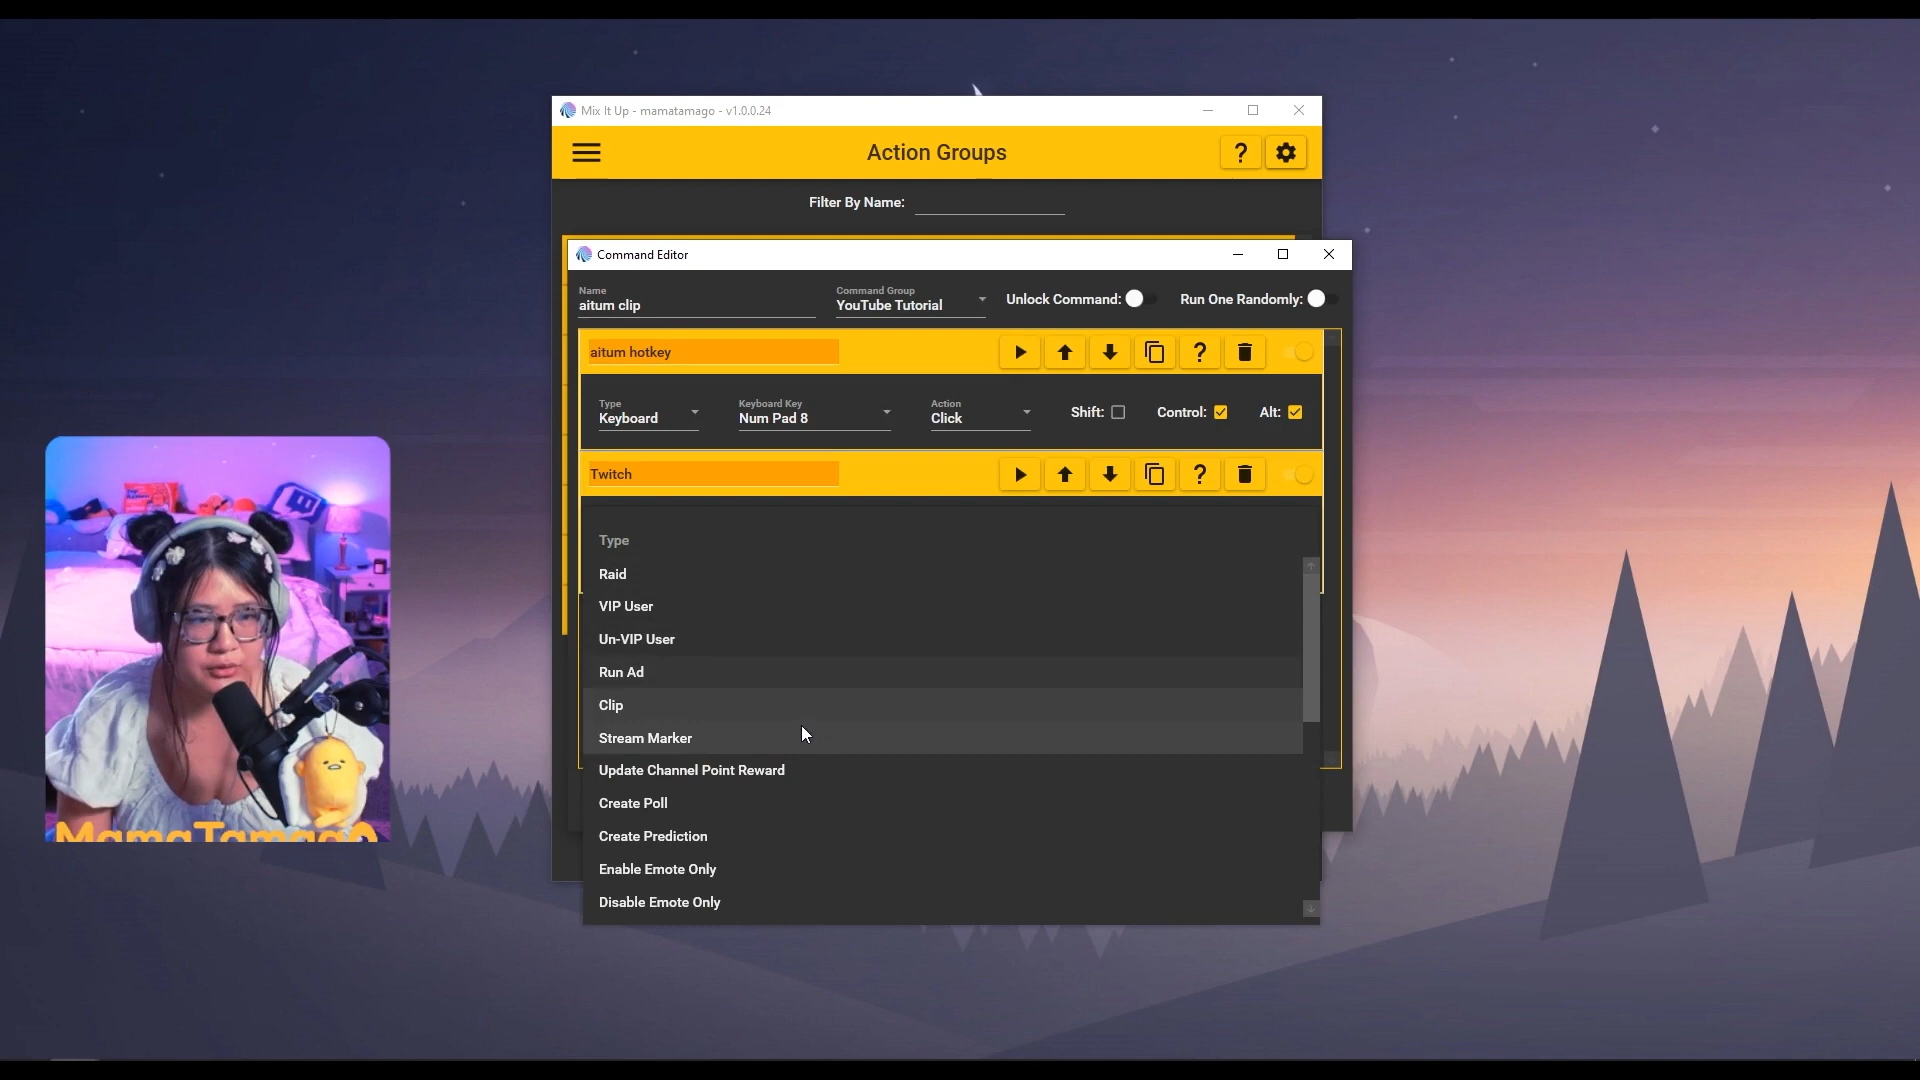 Mix It Up - mamatamago - v1.0.0.24
Action Groups
Filter By Name:
Command Editor
Name
aitum clip
Command Group
YouTube Tutorial
Unlock Command:
Run One Randomly:
aitum hotkey
Type
Keyboard
Keyboard Key
Num Pad 8
Action
Click
Shift:
Control:
Alt:
Twitch
Type
Raid
VIP User
Un-VIP User
Run Ad
Clip
Stream Marker
Update Channel Point Reward
Create Poll
Create Prediction
Enable Emote Only
Disable Emote Only
MamaTamago